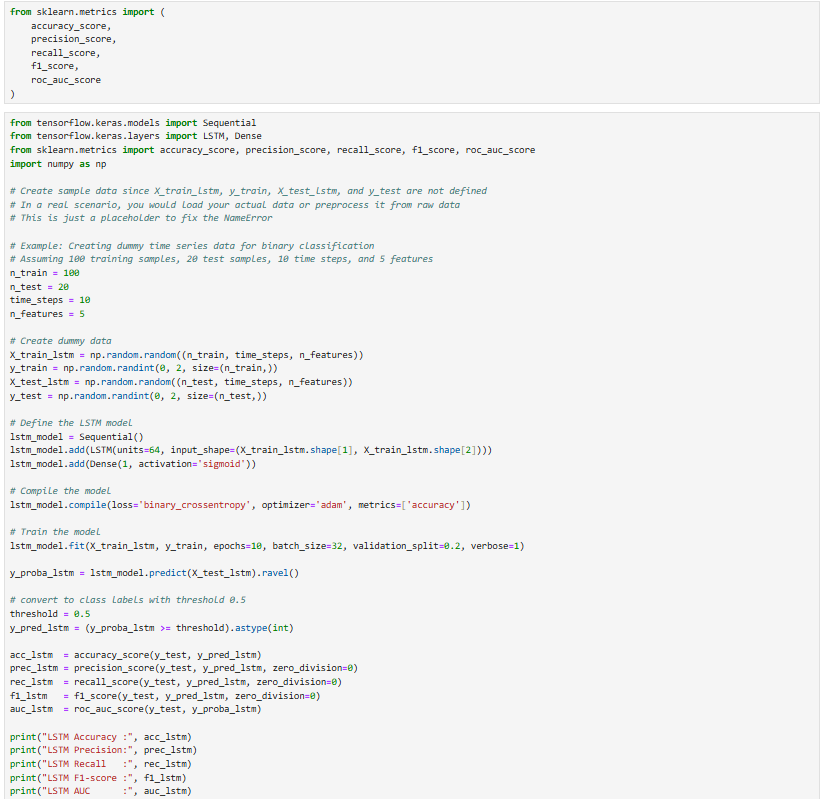 from sklearn.metrics import (
    accuracy_score,
    precision_score,
    recall_score,
    f1_score,
    roc_auc_score
)
from tensorflow.keras.models import Sequential
from tensorflow.keras.layers import LSTM, Dense
from sklearn.metrics import accuracy_score, precision_score, recall_score, f1_score, roc_auc_score
import numpy as np
# Create sample data since X_train_lstm, y_train, X_test_lstm, and y_test are not defined
# In a real scenario, you would load your actual data or preprocess it from raw data
# This is just a placeholder to fix the NameError
# Example: Creating dummy time series data for binary classification
# Assuming 100 training samples, 20 test samples, 10 time steps, and 5 features
n_train = 100
n_test = 20
time_steps = 10
n_features = 5
# Create dummy data
X_train_lstm = np.random.random((n_train, time_steps, n_features))
y_train = np.random.randint(0, 2, size=(n_train,))
X_test_lstm = np.random.random((n_test, time_steps, n_features))
y_test = np.random.randint(0, 2, size=(n_test,))
# Define the LSTM model
lstm_model = Sequential()
lstm_model.add(LSTM(units=64, input_shape=(X_train_lstm.shape[1], X_train_lstm.shape[2])))
lstm_model.add(Dense(1, activation='sigmoid'))
# Compile the model
lstm_model.compile(loss='binary_crossentropy', optimizer='adam', metrics=['accuracy'])
# Train the model
lstm_model.fit(X_train_lstm, y_train, epochs=10, batch_size=32, validation_split=0.2, verbose=1)
y_proba_lstm = lstm_model.predict(X_test_lstm).ravel()
# convert to class labels with threshold 0.5
threshold = 0.5
y_pred_lstm = (y_proba_lstm >= threshold).astype(int)
acc_lstm  = accuracy_score(y_test, y_pred_lstm)
prec_lstm = precision_score(y_test, y_pred_lstm, zero_division=0)
rec_lstm  = recall_score(y_test, y_pred_lstm, zero_division=0)
f1_lstm   = f1_score(y_test, y_pred_lstm, zero_division=0)
auc_lstm  = roc_auc_score(y_test, y_proba_lstm)
print("LSTM Accuracy :", acc_lstm)
print("LSTM Precision:", prec_lstm)
print("LSTM Recall   :", rec_lstm)
print("LSTM F1-score :", f1_lstm)
print("LSTM AUC      :", auc_lstm)